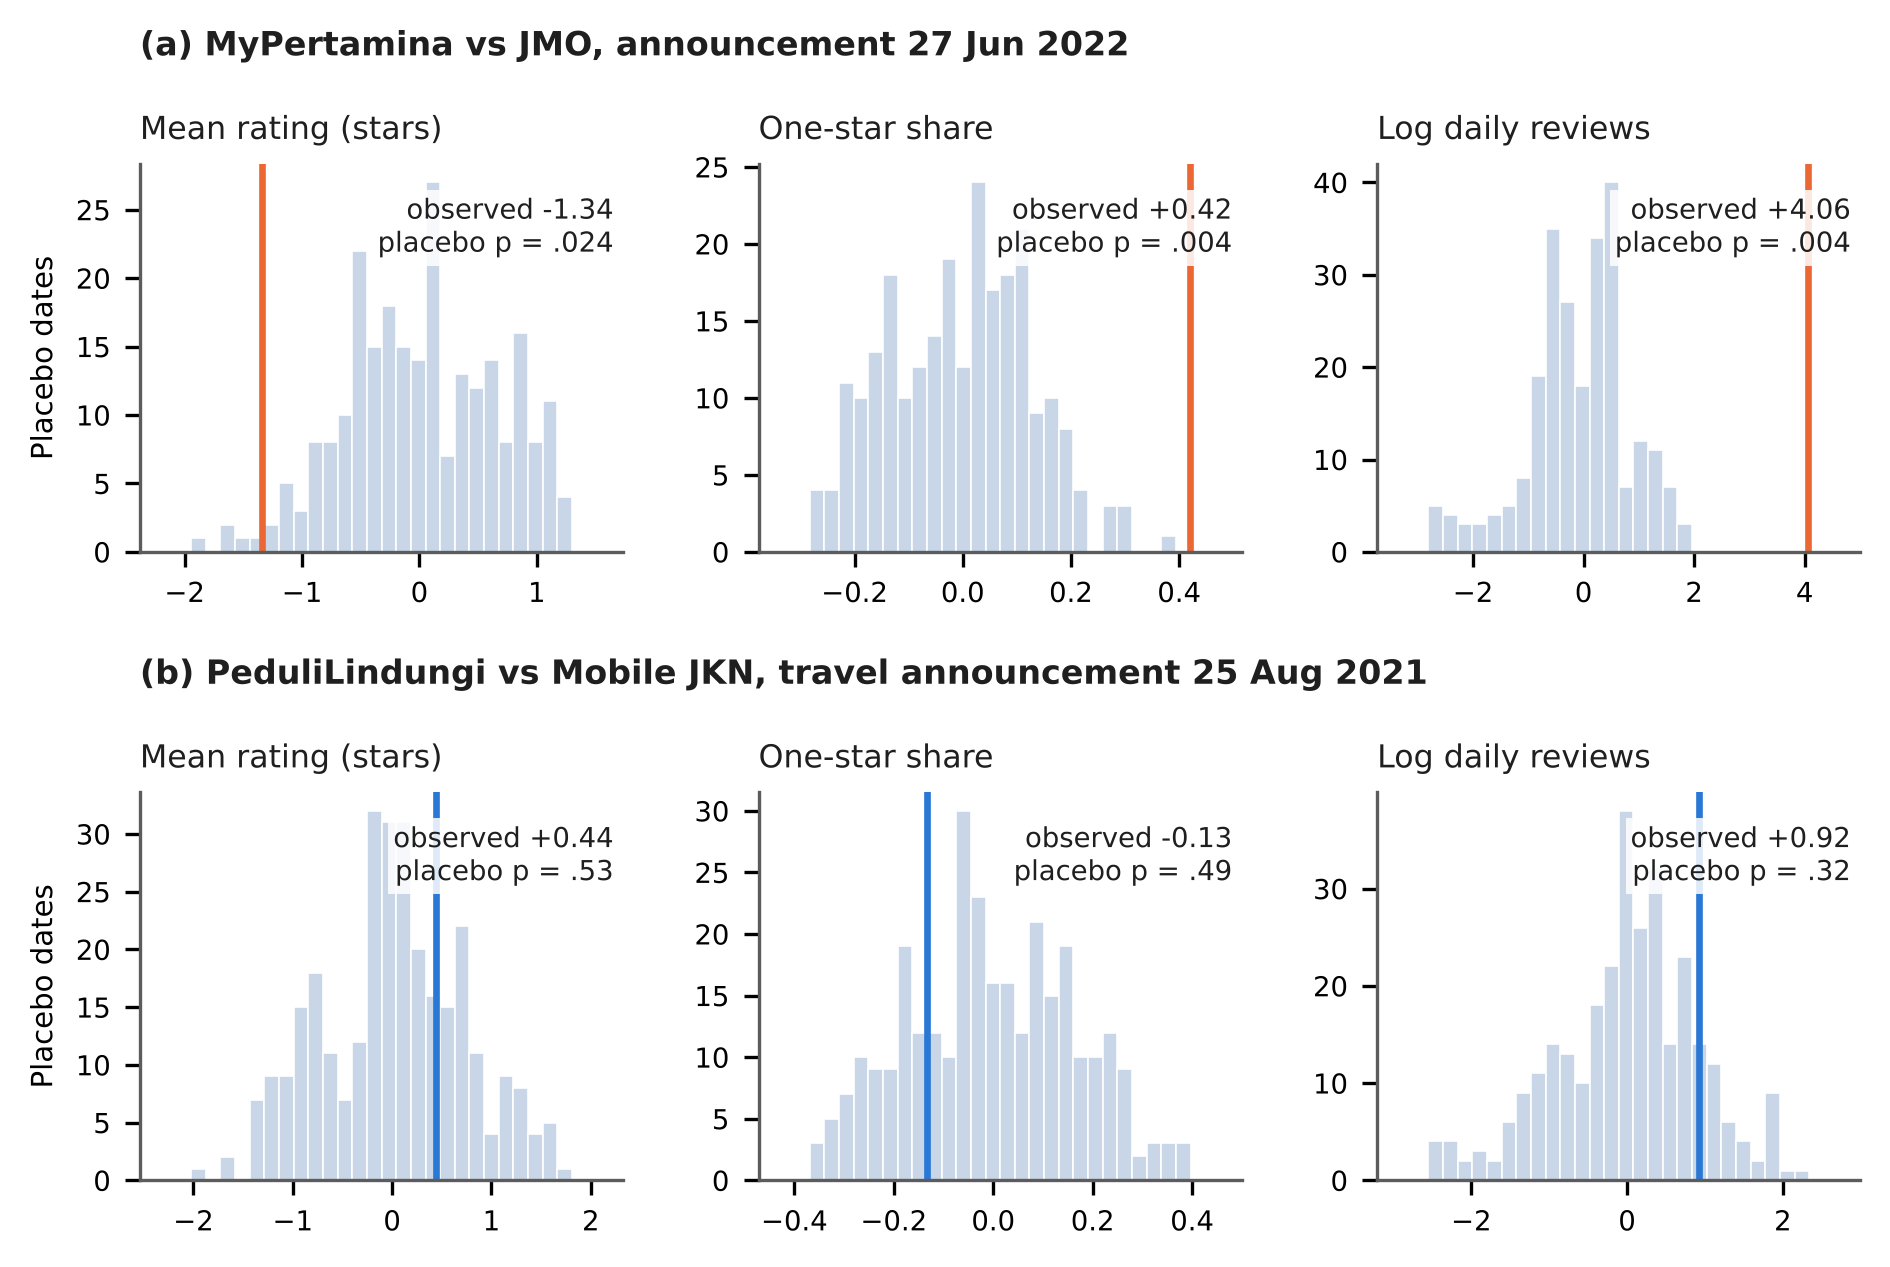 (a) MyPertamina vs JMO, announcement 27 Jun 2022
Mean rating (stars)
One-star share
Log daily reviews
Placebo dates
25
20
15
10
5
0
−2
−1
0
1
observed -1.34
placebo p = .024
25
20
15
10
5
0
−0.2
0.0
0.2
0.4
observed +0.42
placebo p = .004
40
30
20
10
0
−2
0
2
4
observed +4.06
placebo p = .004
(b) PeduliLindungi vs Mobile JKN, travel announcement 25 Aug 2021
Mean rating (stars)
One-star share
Log daily reviews
Placebo dates
30
25
20
15
10
5
0
−2
−1
0
1
2
observed +0.44
placebo p = .53
30
25
20
15
10
5
0
−0.4
−0.2
0.0
0.2
0.4
observed -0.13
placebo p = .49
30
20
10
0
−2
0
2
observed +0.92
placebo p = .32